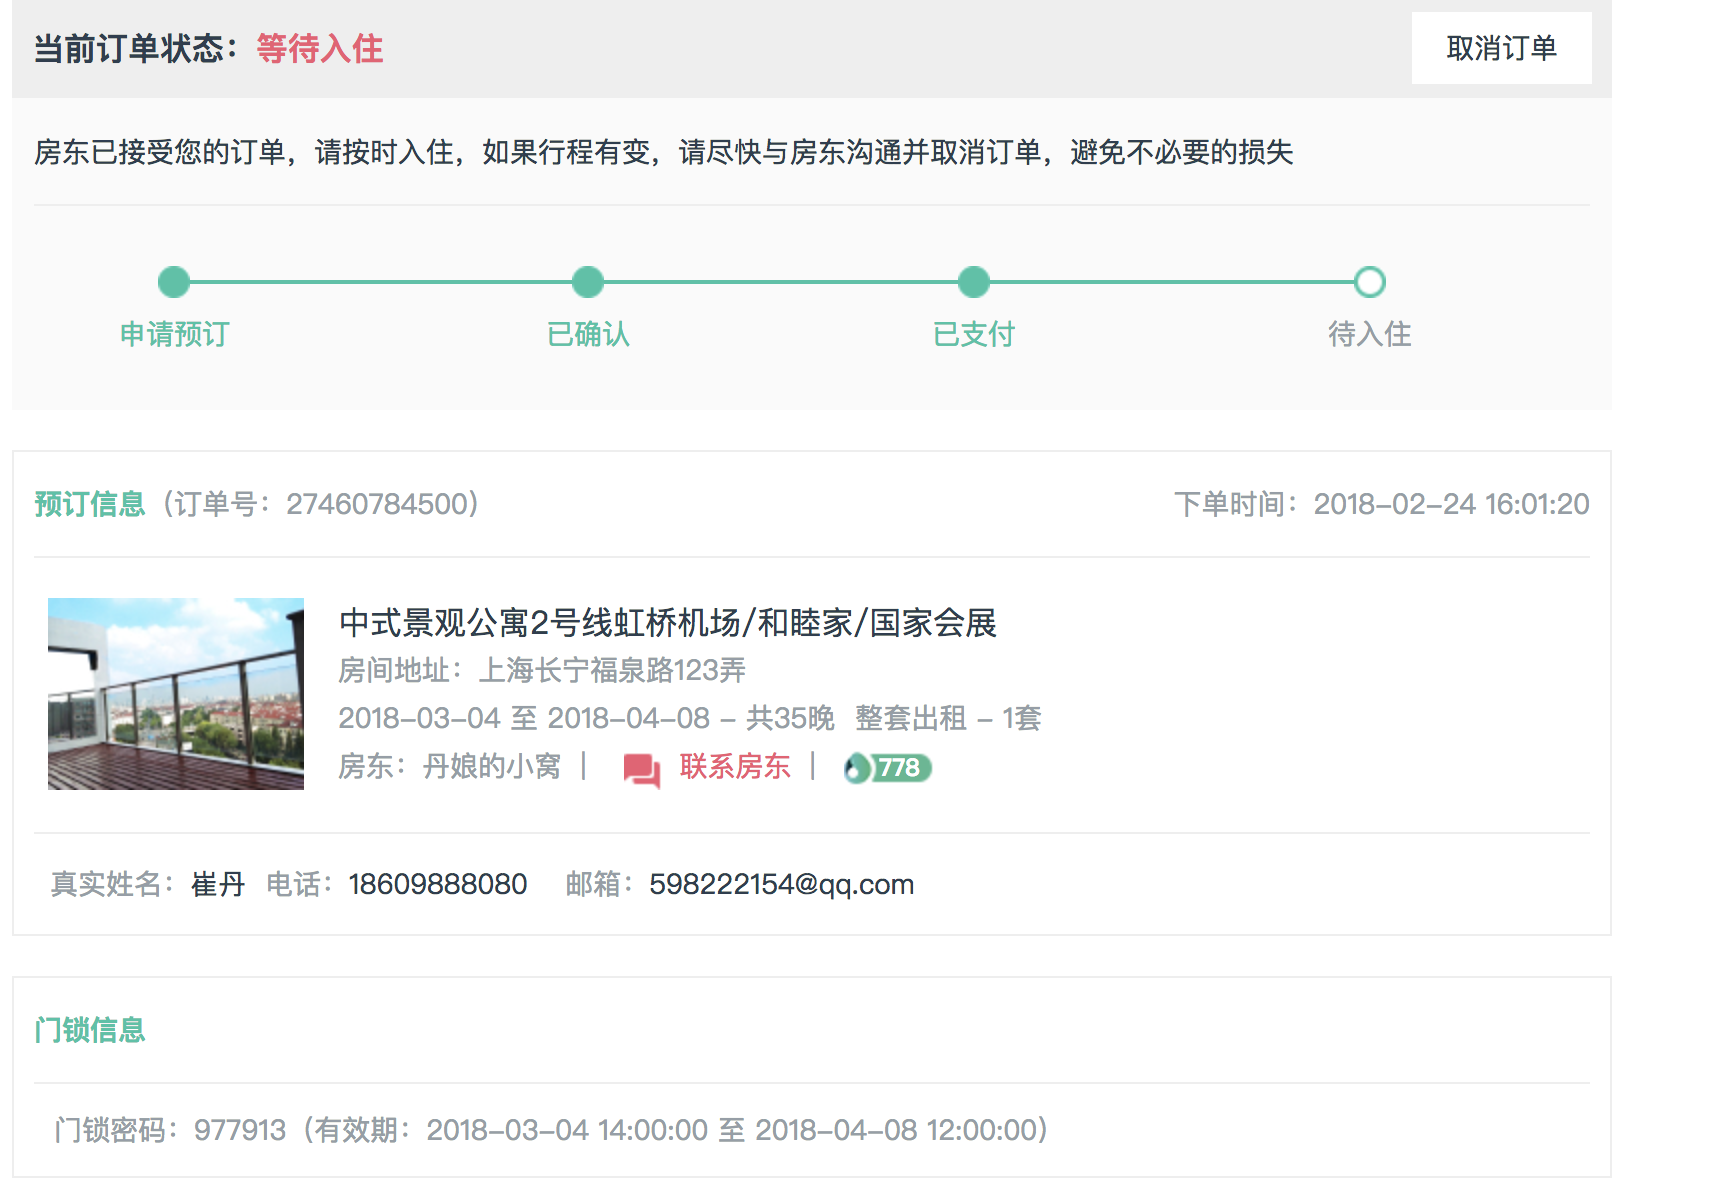 当前订单状态：等待入住
取消订单
房东已接受您的订单，请按时入住，如果行程有变，请尽快与房东沟通并取消订单，避免不必要的损失
申请预订
已确认
已支付
待入住
预订信息（订单号：27460784500）
下单时间：2018-02-24 16:01:20
中式景观公寓2号线虹桥机场/和睦家/国家会展
房间地址：上海长宁福泉路123弄
2018-03-04 至 2018-04-08 - 共35晚 整套出租 - 1套
房东：丹娘的小窝 | 联系房东 | 778
真实姓名：崔丹 电话：18609888080 邮箱：598222154@qq.com
门锁信息
门锁密码：977913（有效期：2018-03-04 14:00:00 至 2018-04-08 12:00:00）